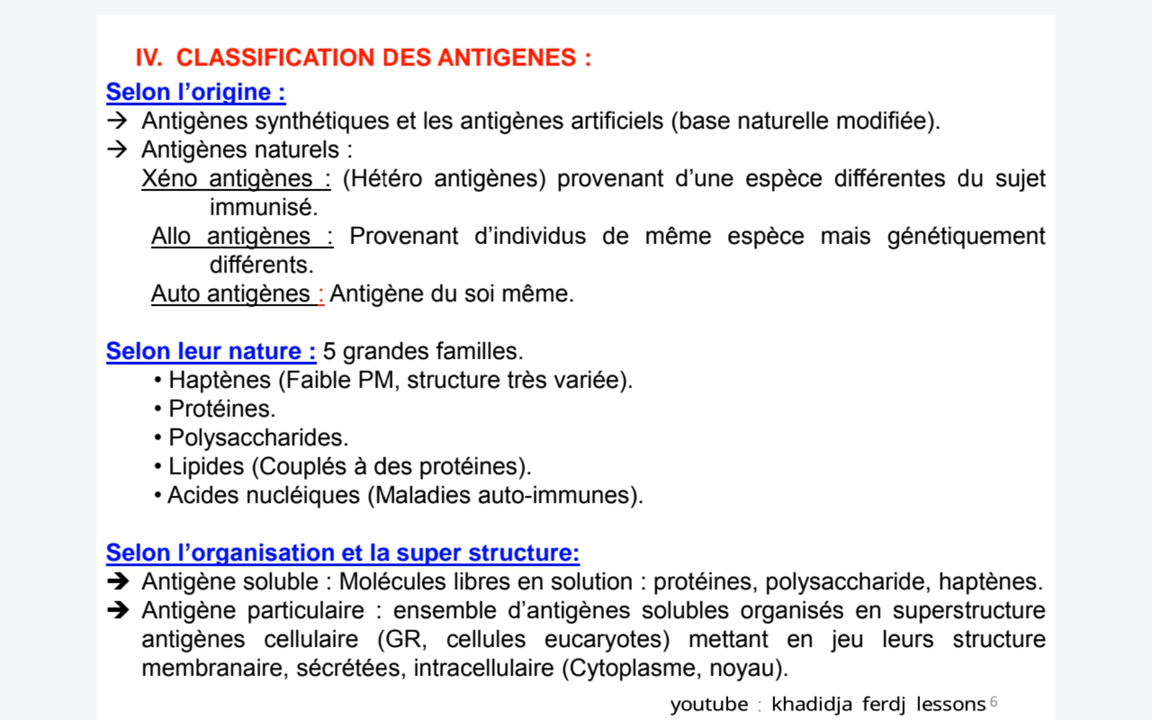 IV. CLASSIFICATION DES ANTIGENES :
Selon l’origine :
→ Antigènes synthétiques et les antigènes artificiels (base naturelle modifiée).
→ Antigènes naturels :
Xéno antigènes : (Hétéro antigènes) provenant d’une espèce différentes du sujet
immunisé.
Allo antigènes : Provenant d’individus de même espèce mais génétiquement
différents.
Auto antigènes : Antigène du soi même.
Selon leur nature : 5 grandes familles.
• Haptènes (Faible PM, structure très variée).
• Protéines.
• Polysaccharides.
• Lipides (Couplés à des protéines).
• Acides nucléiques (Maladies auto-immunes).
Selon l’organisation et la super structure:
➔ Antigène soluble : Molécules libres en solution : protéines, polysaccharide, haptènes.
➔ Antigène particulaire : ensemble d’antigènes solubles organisés en superstructure
antigènes cellulaire (GR, cellules eucaryotes) mettant en jeu leurs structure
membranaire, sécrétées, intracellulaire (Cytoplasme, noyau).
youtube : khadidja ferdj lessons 6